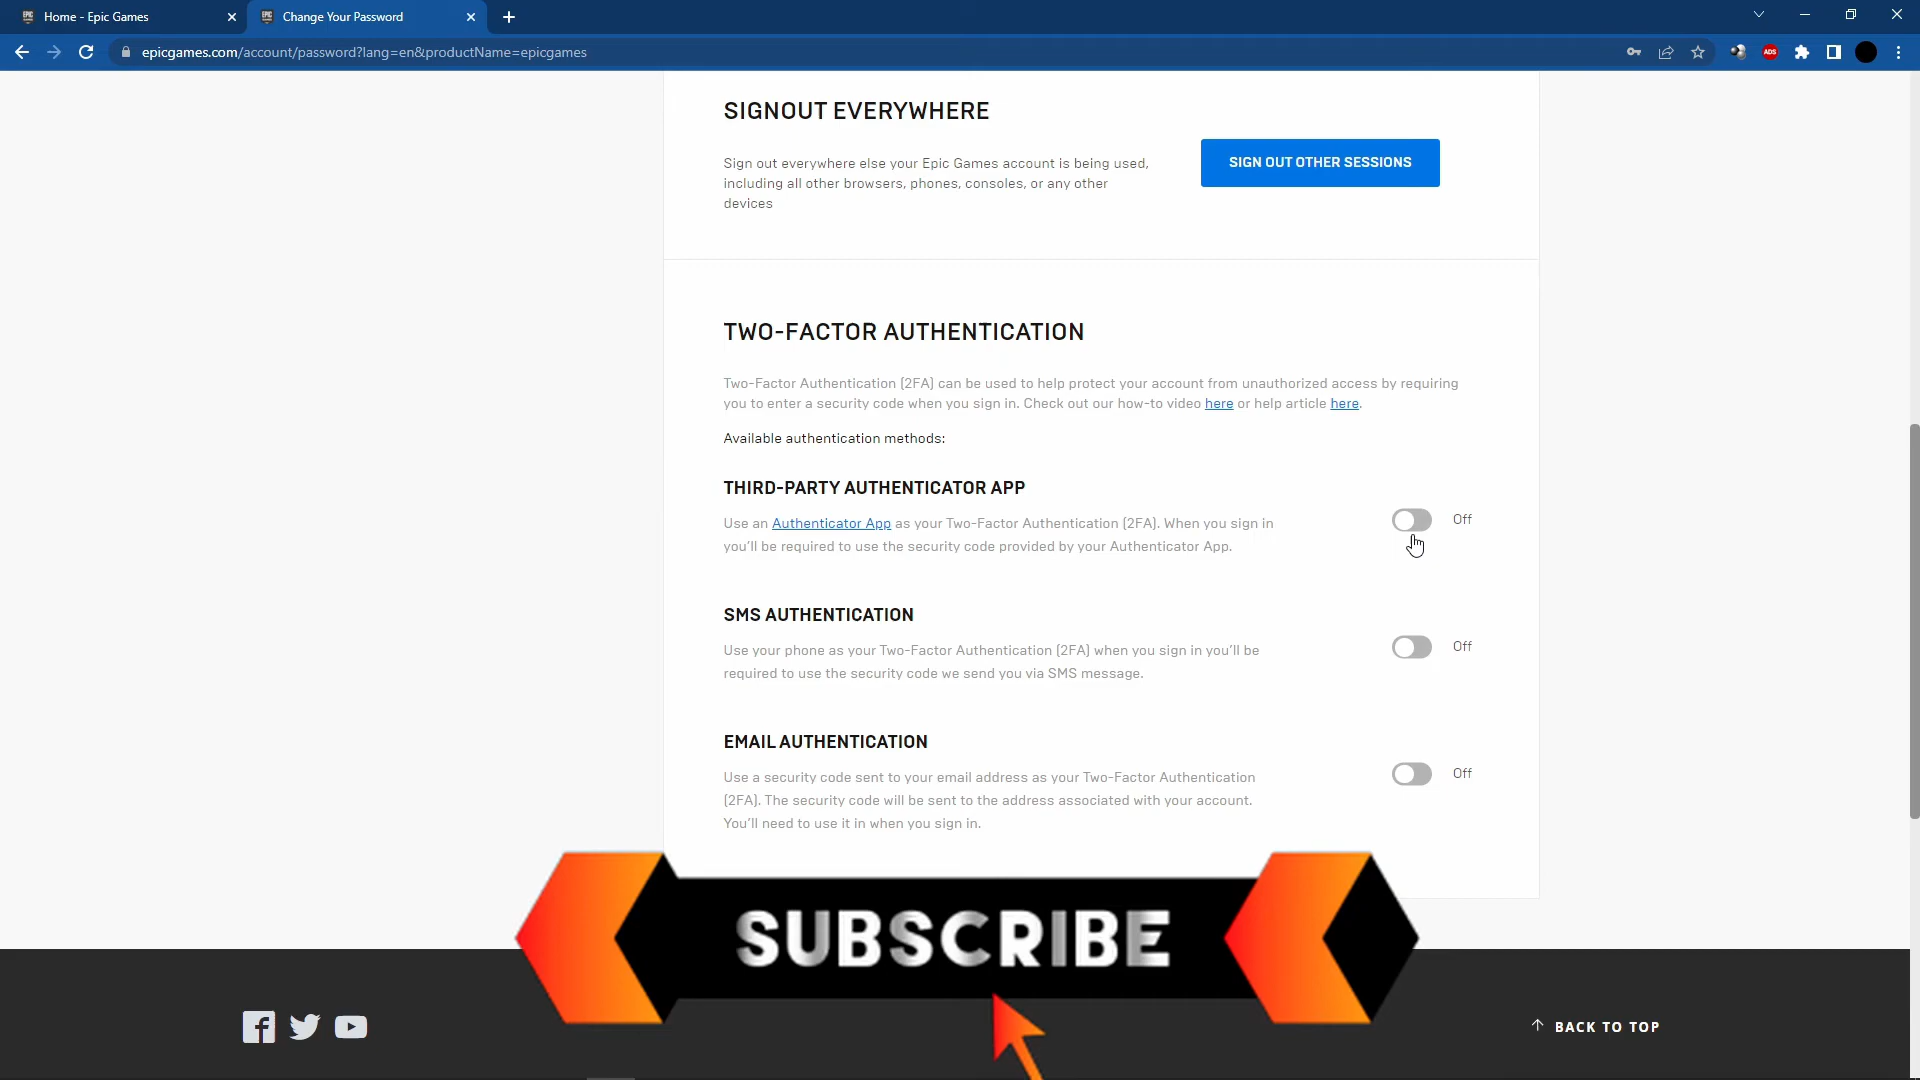 Home - Epic Games
Change Your Password
epicgames.com/account/password?lang=en&productName=epicgames
ADS
SIGNOUT EVERYWHERE
Sign out everywhere else your Epic Games account is being used,
including all other browsers, phones, consoles, or any other
devices
SIGN OUT OTHER SESSIONS
TWO-FACTOR AUTHENTICATION
Two-Factor Authentication (2FA) can be used to help protect your account from unauthorized access by requiring
you to enter a security code when you sign in. Check out our how-to video here or help article here.
Available authentication methods:
THIRD-PARTY AUTHENTICATOR APP
Use an Authenticator App as your Two-Factor Authentication (2FA). When you sign in
you'll be required to use the security code provided by your Authenticator App.
Off
SMS AUTHENTICATION
Use your phone as your Two-Factor Authentication (2FA) when you sign in you'll be
required to use the security code we send you via SMS message.
Off
EMAIL AUTHENTICATION
Use a security code sent to your email address as your Two-Factor Authentication
(2FA). The security code will be sent to the address associated with your account.
You'll need to use it in when you sign in.
Off
SUBSCRIBE
BACK TO TOP